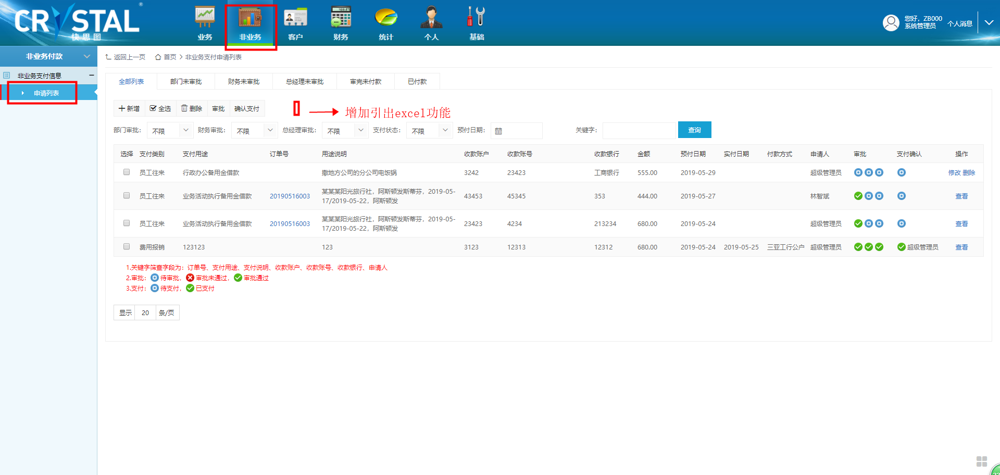 CRYSTAL ®
快思图
业务 非业务 客户 财务 统计 个人 基础
您好，ZB000
系统管理员
个人消息
非业务付款
非业务支付信息
申请列表
返回上一页 首页 > 非业务支付申请列表
全部列表 部门未审批 财务未审批 总经理未审批 审完未付款 已付款
新增 全选 删除 审批 确认支付
增加引出excel功能
部门审批： 不限 财务审批： 不限 总经理审批： 不限 支付状态： 不限 预付日期： 关键字： 查询
选择 支付类别 支付用途 订单号 用途说明 收款账户 收款账号 收款银行 金额 预付日期 实付日期 付款方式 申请人 审批 支付确认 操作
员工往来 行政办公备用金借款 撒地方公司的分公司电饭锅 3242 23423 工商银行 555.00 2019-05-29 超级管理员 修改 删除
员工往来 业务活动执行备用金借款 20190516003 某某某阳光旅行社，阿斯顿发斯蒂芬，2019-05-
17/2019-05-22，阿斯顿发 43453 45345 353 444.00 2019-05-27 林智斌 查看
员工往来 业务活动执行备用金借款 20190516003 某某某阳光旅行社，阿斯顿发斯蒂芬，2019-05-
17/2019-05-22，阿斯顿发 23423 4234 213234 680.00 2019-05-24 超级管理员 查看
费用报销 123123 123 3123 12313 12312 680.00 2019-05-24 2019-05-25 三亚工行公户 超级管理员 超级管理员 查看
1.关键字筛查字段为：订单号、支付用途、支付说明、收款账户、收款账号、收款银行、申请人
2.审批： 待审批， 审批未通过， 审批通过
3.支付： 待支付， 已支付
显示 20 条/页